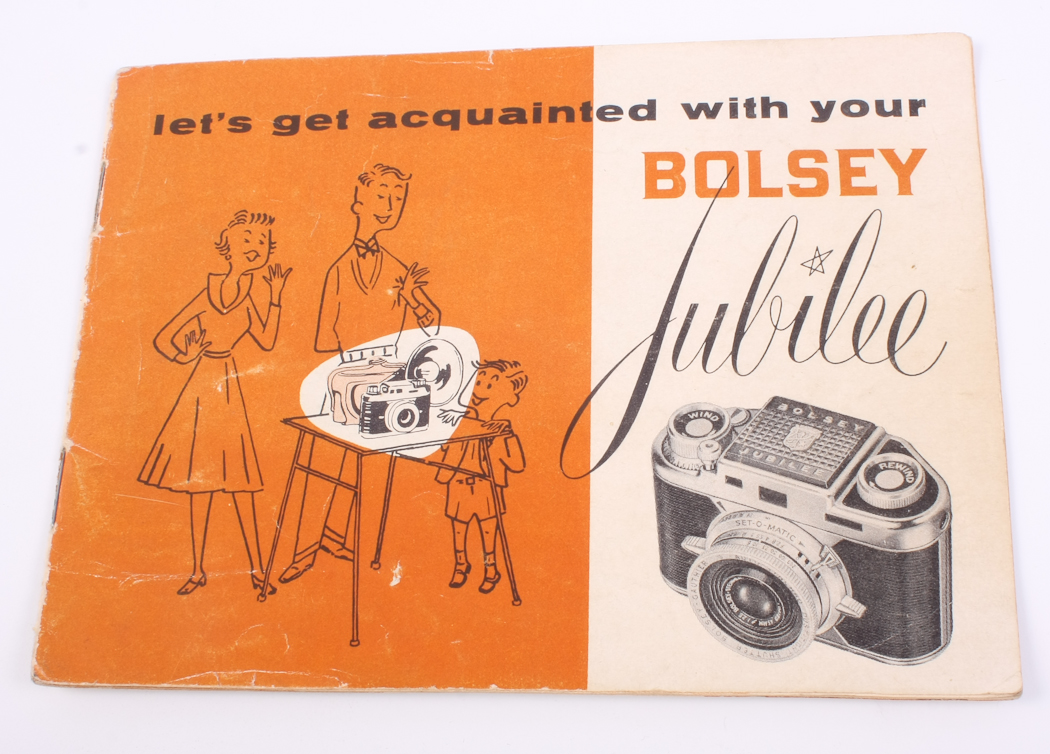 let's get acquainted with your
BOLSEY
Jubilee
BOLSEY
JUBILEE
WIND
REWIND
SET-O-MATIC